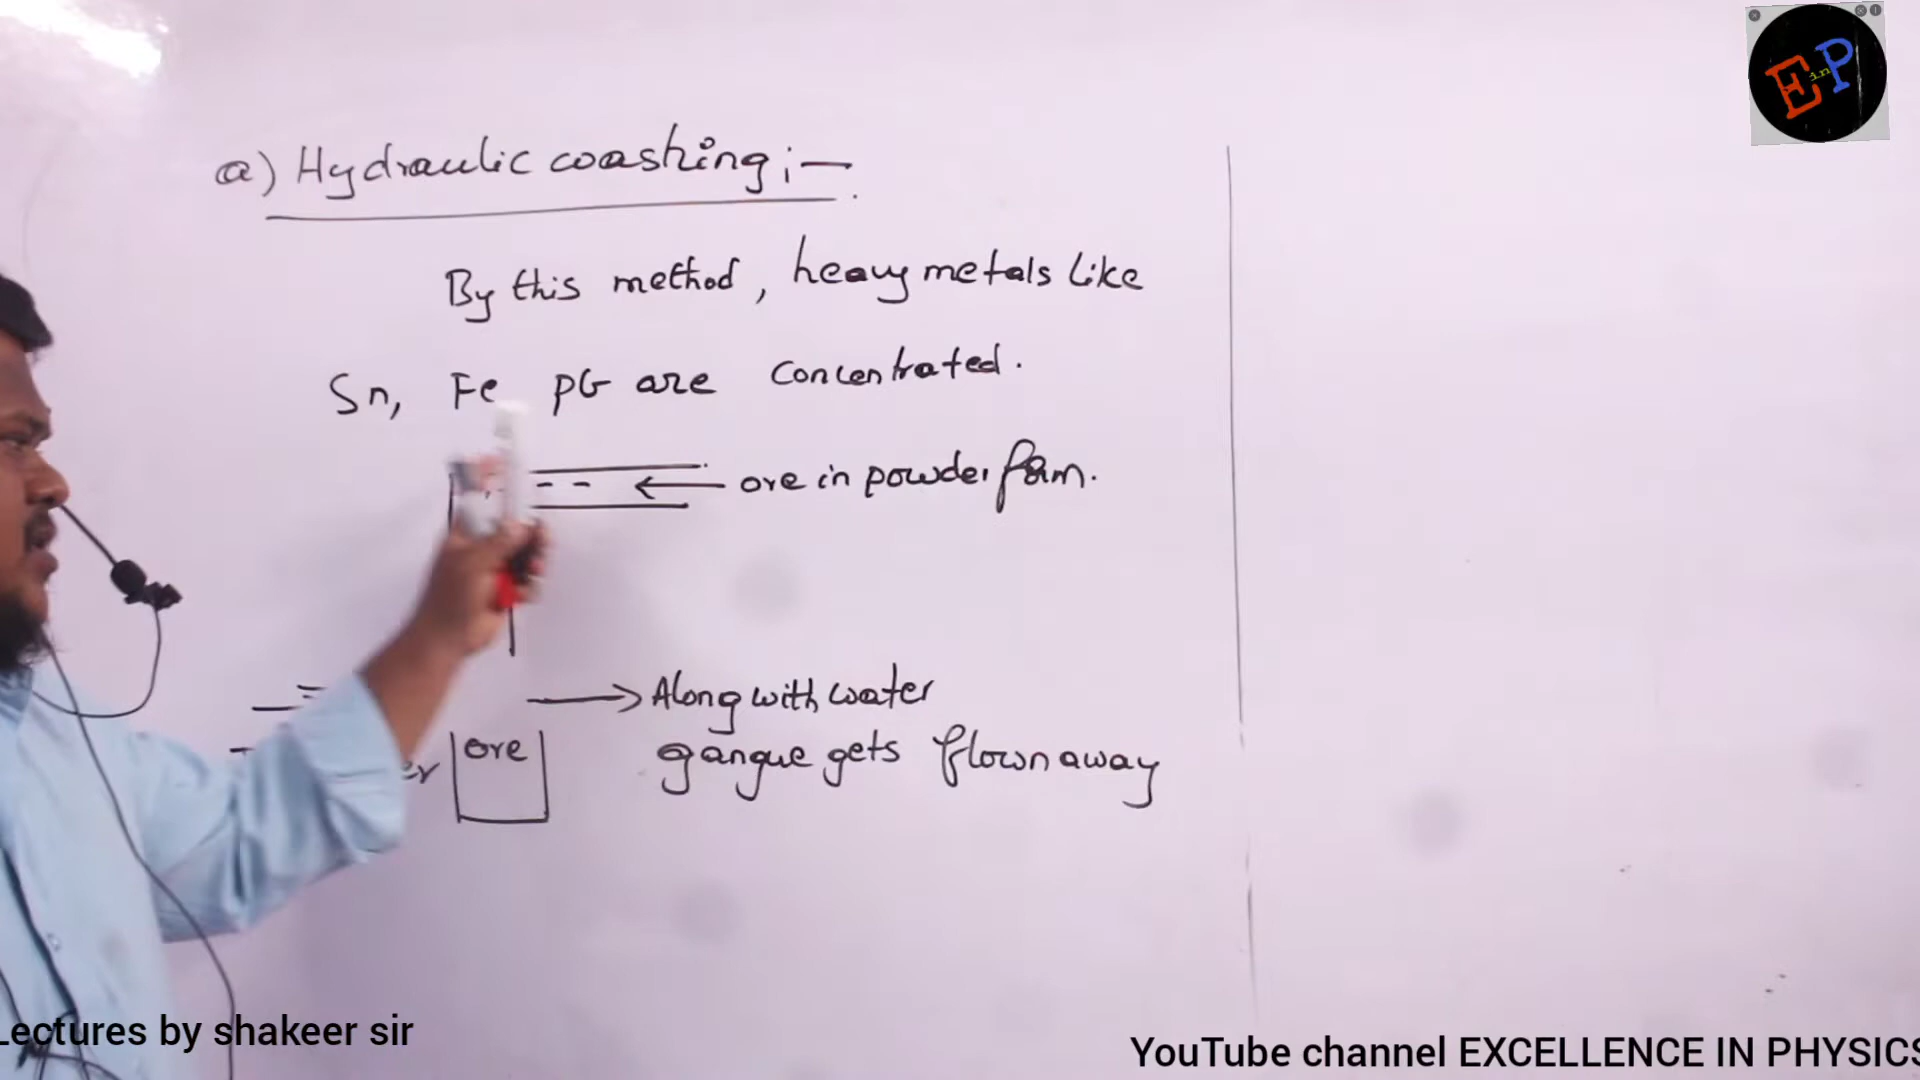 E in P
a) Hydraulic washing ;-
By this method, heavy metals like
Sn, Fe pb are concentrated.
ore in powder form.
Along with water
ore
gangue gets flown away
Lectures by shakeer sir
YouTube channel EXCELLENCE IN PHYSICS